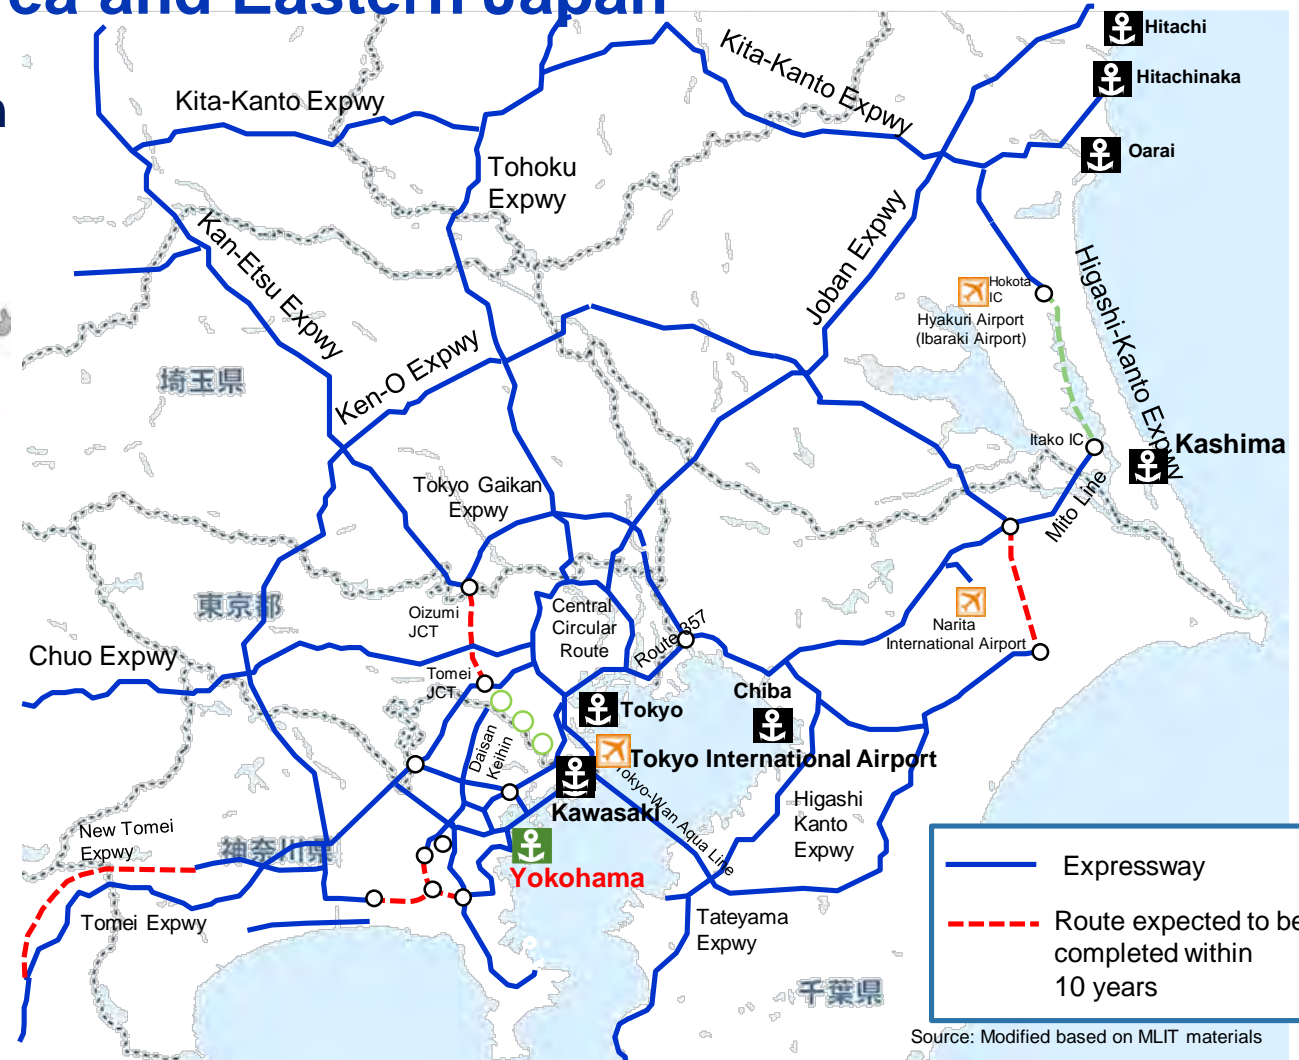 ea and Eastern Japan
Hitachi
Hitachinaka
Oarai
Kita-Kanto Expwy
Kita-Kanto Expwy
Tohoku
Expwy
Kan-Etsu Expwy
Joban Expwy
Higashi-Kanto Expwy
Hokota
IC
Hyakuri Airport
(Ibaraki Airport)
Ken-O Expwy
埼玉県
Itako IC
Kashima
Mito Line
Tokyo Gaikan
Expwy
東京都
Oizumi
JCT
Central
Circular
Route
Route 357
Narita
International Airport
Chuo Expwy
Tomei
JCT
Chiba
Tokyo
Daisan
Keihin
Tokyo International Airport
Tokyo-Wan Aqua Line
Kawasaki
Higashi
Kanto
Expwy
New Tomei
Expwy
神奈川県
Yokohama
Tomei Expwy
Tateyama
Expwy
千葉県
Expressway
Route expected to be
completed within
10 years
Source: Modified based on MLIT materials